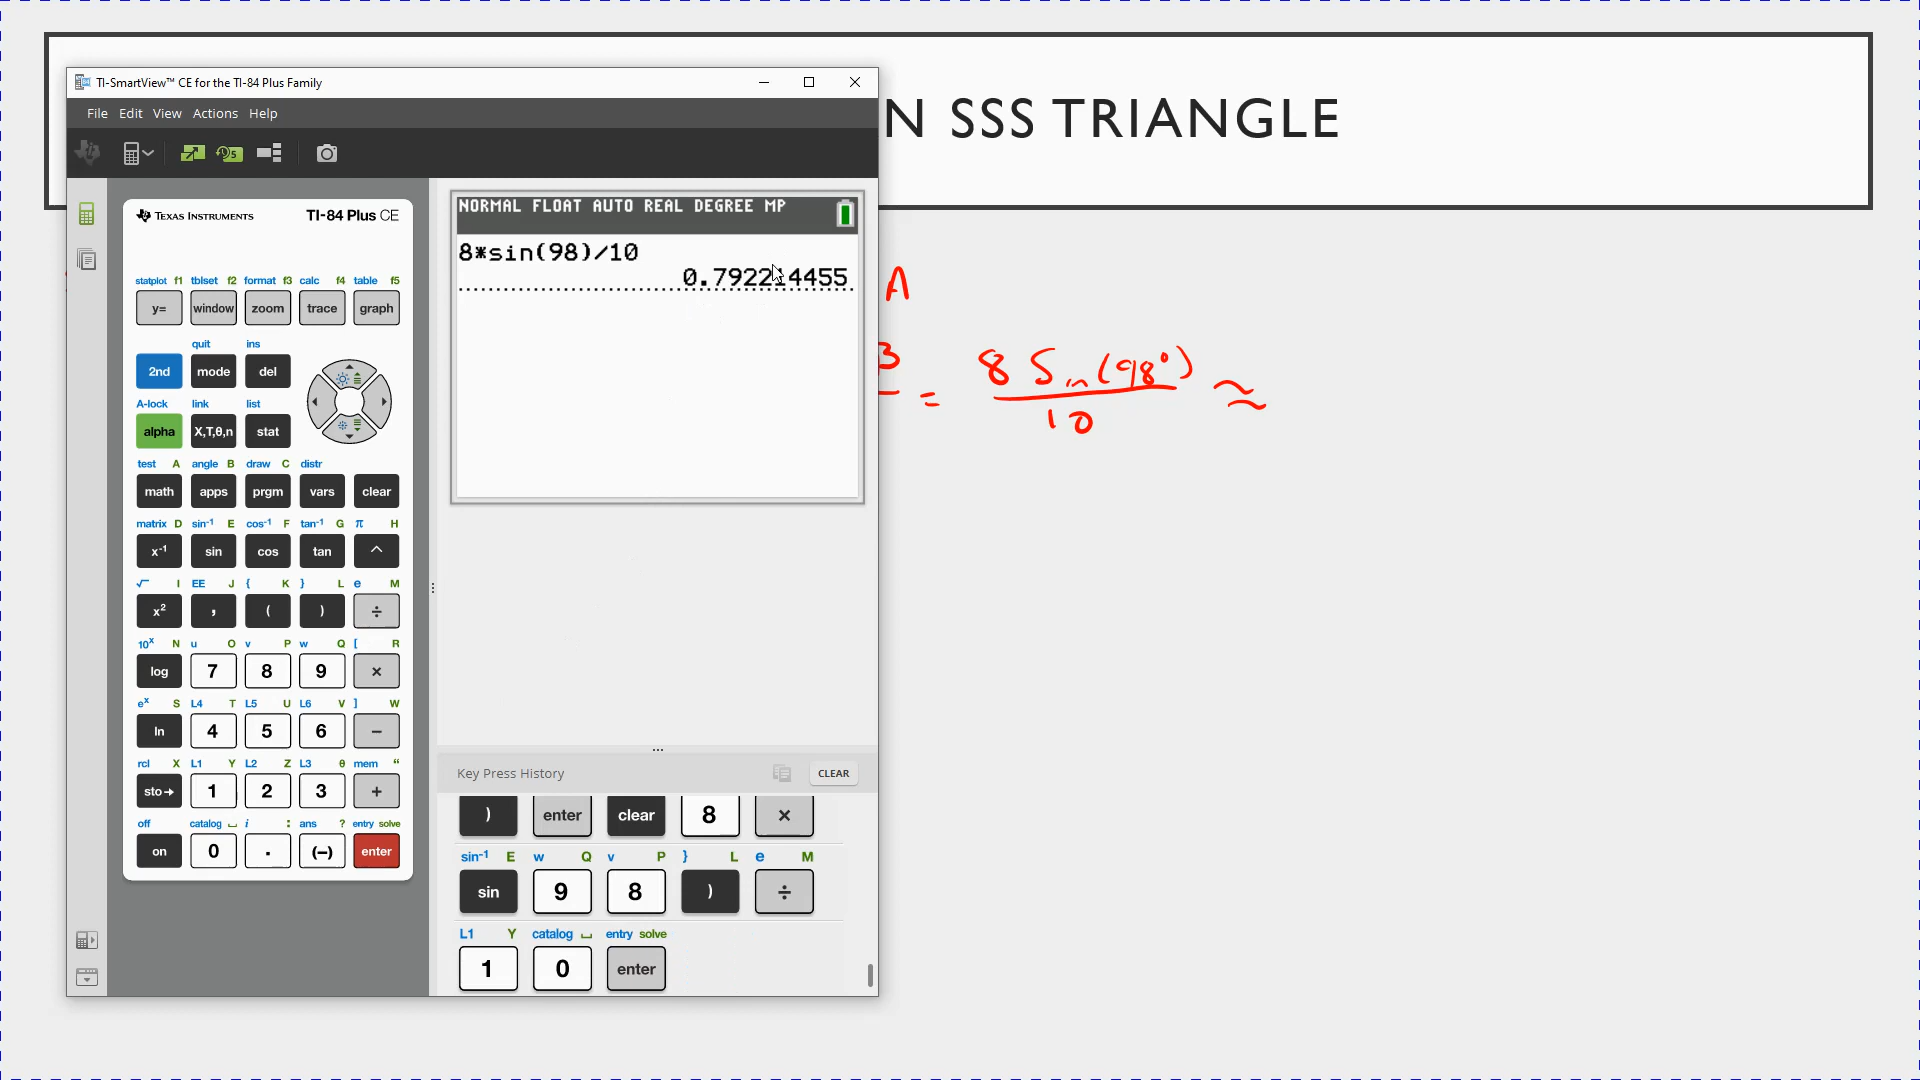 N SSS TRIANGLE
TI-SmartView™ CE for the TI-84 Plus Family
File Edit View Actions Help
TEXAS INSTRUMENTS TI-84 Plus CE
statplot f1 tblset f2 format f3 calc f4 table f5
y= window zoom trace graph
quit ins
2nd mode del
A-lock link list
alpha X,T,θ,n stat
test A angle B draw C distr
math apps prgm vars clear
matrix D sin⁻¹ E cos⁻¹ F tan⁻¹ G π H
x⁻¹ sin cos tan ^
√ I EE J { K } L e M
x² , ( ) ÷
10ˣ N u O v P w Q [ R
log 7 8 9 ×
eˣ S L4 T L5 U L6 V ] W
ln 4 5 6 −
rcl X L1 Y L2 Z L3 θ mem “
sto→ 1 2 3 +
off catalog ⎵ i : ans ? entry solve
on 0 . (−) enter
NORMAL FLOAT AUTO REAL DEGREE MP
8*sin(98)/10
0.792214455
A
B = 8 Sin(98°) ≈
10
Key Press History CLEAR
) enter clear 8 ×
sin⁻¹ E w Q v P } L e M
sin 9 8 ) ÷
L1 Y catalog ⎵ entry solve
1 0 enter